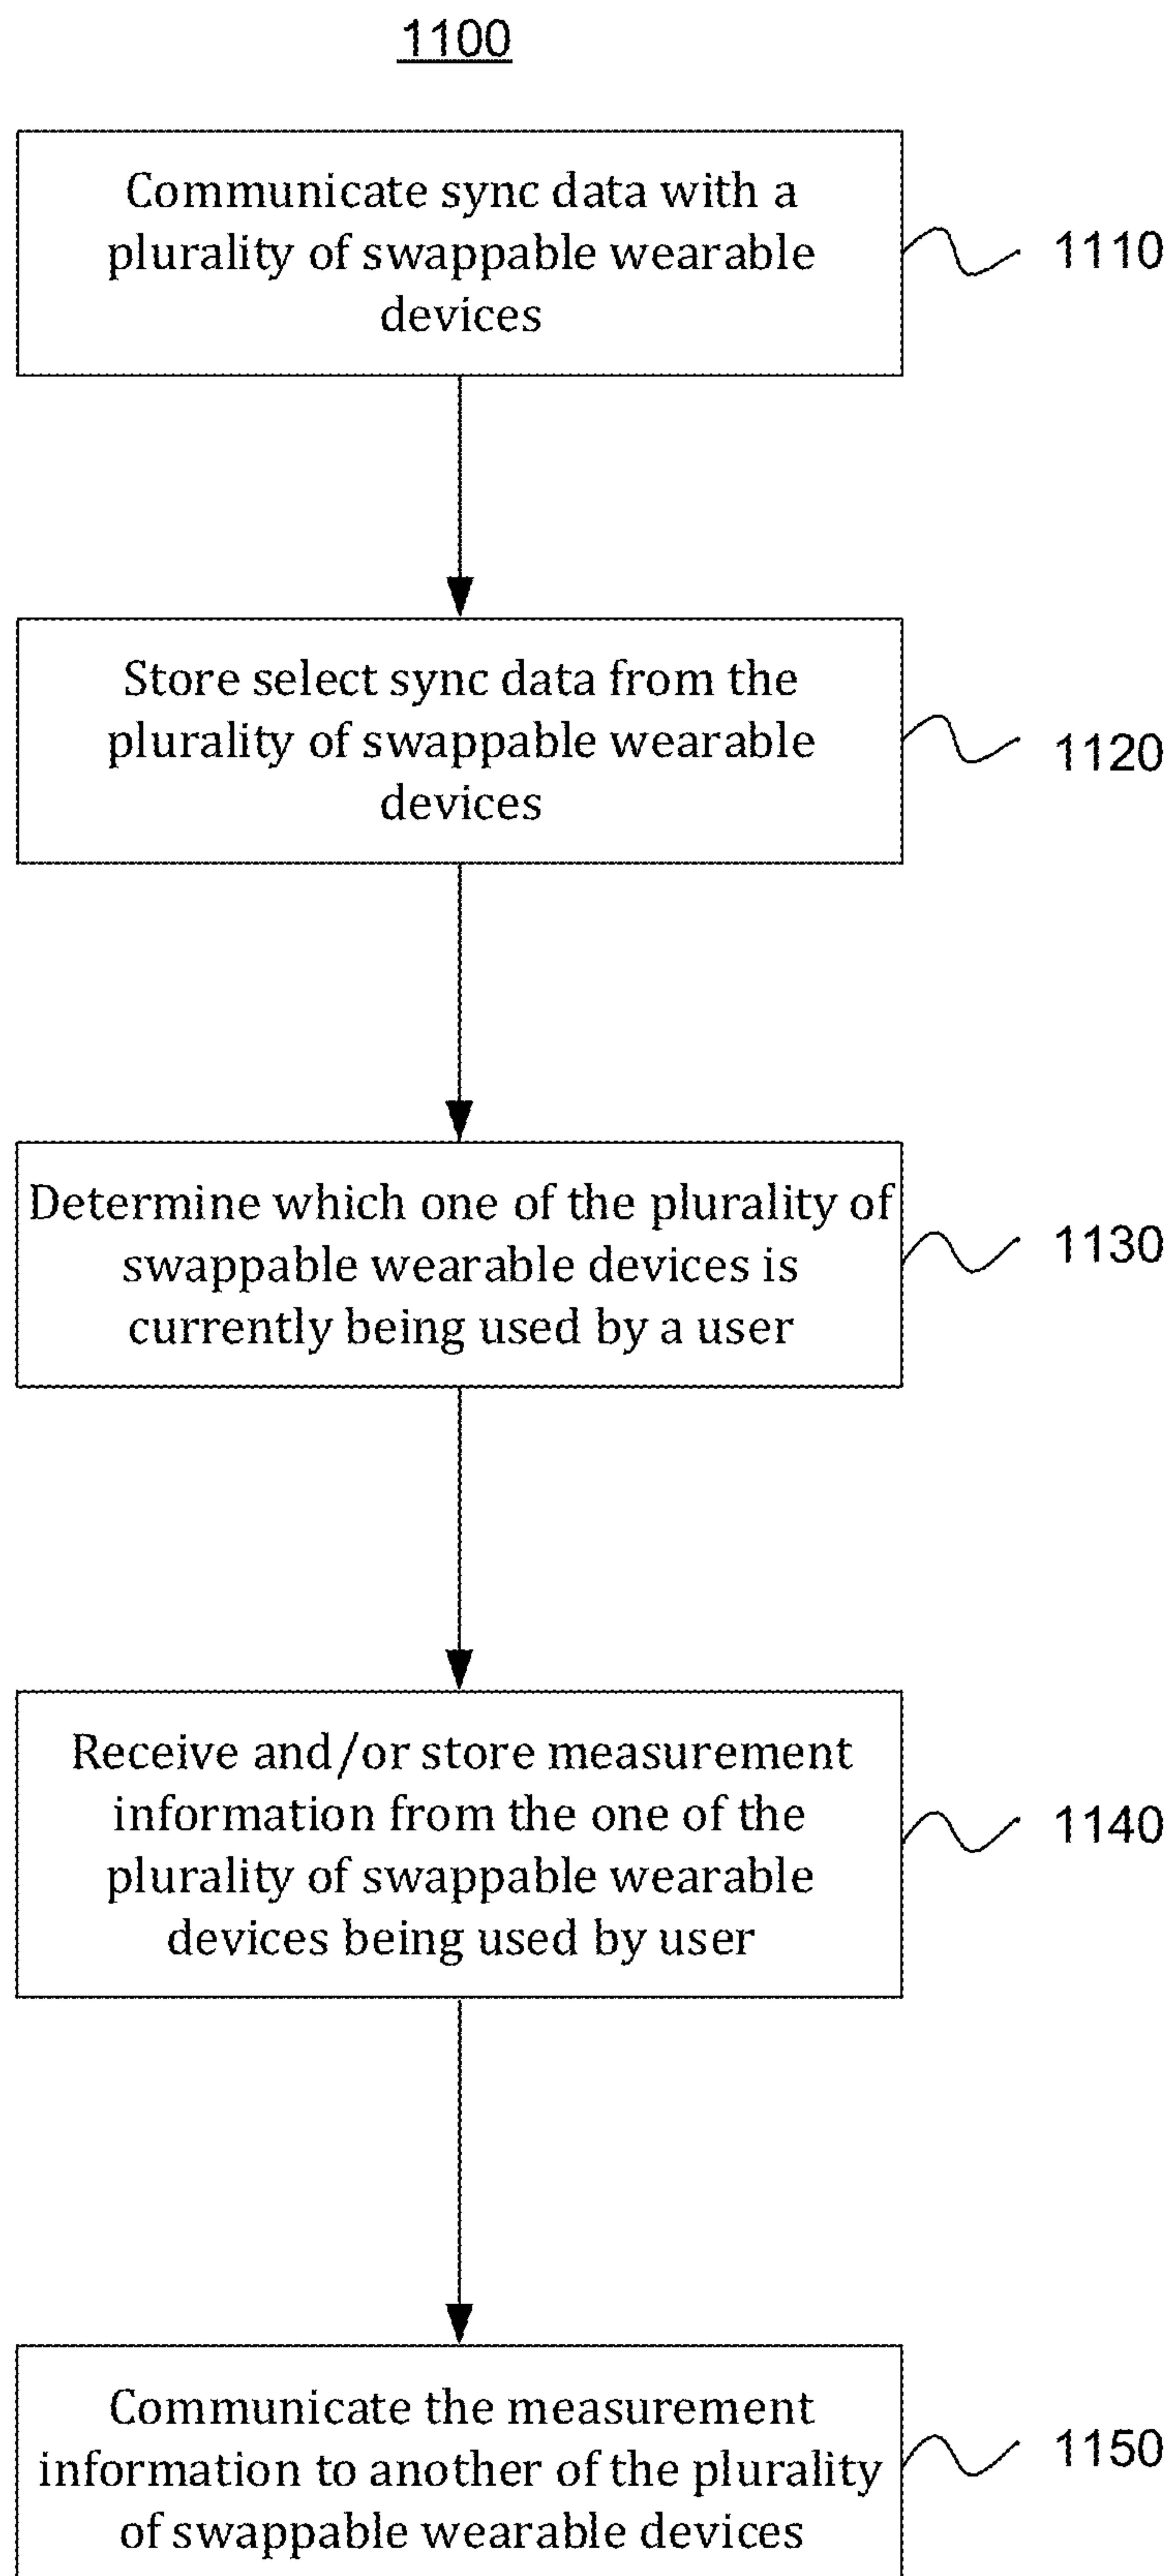 1100
Communicate sync data with a
plurality of swappable wearable
devices
1110
Store select sync data from the
plurality of swappable wearable
devices
1120
Determine which one of the plurality of
swappable wearable devices is
currently being used by a user
1130
Receive and/or store measurement
information from the one of the
plurality of swappable wearable
devices being used by user
1140
Communicate the measurement
information to another of the plurality
of swappable wearable devices
1150